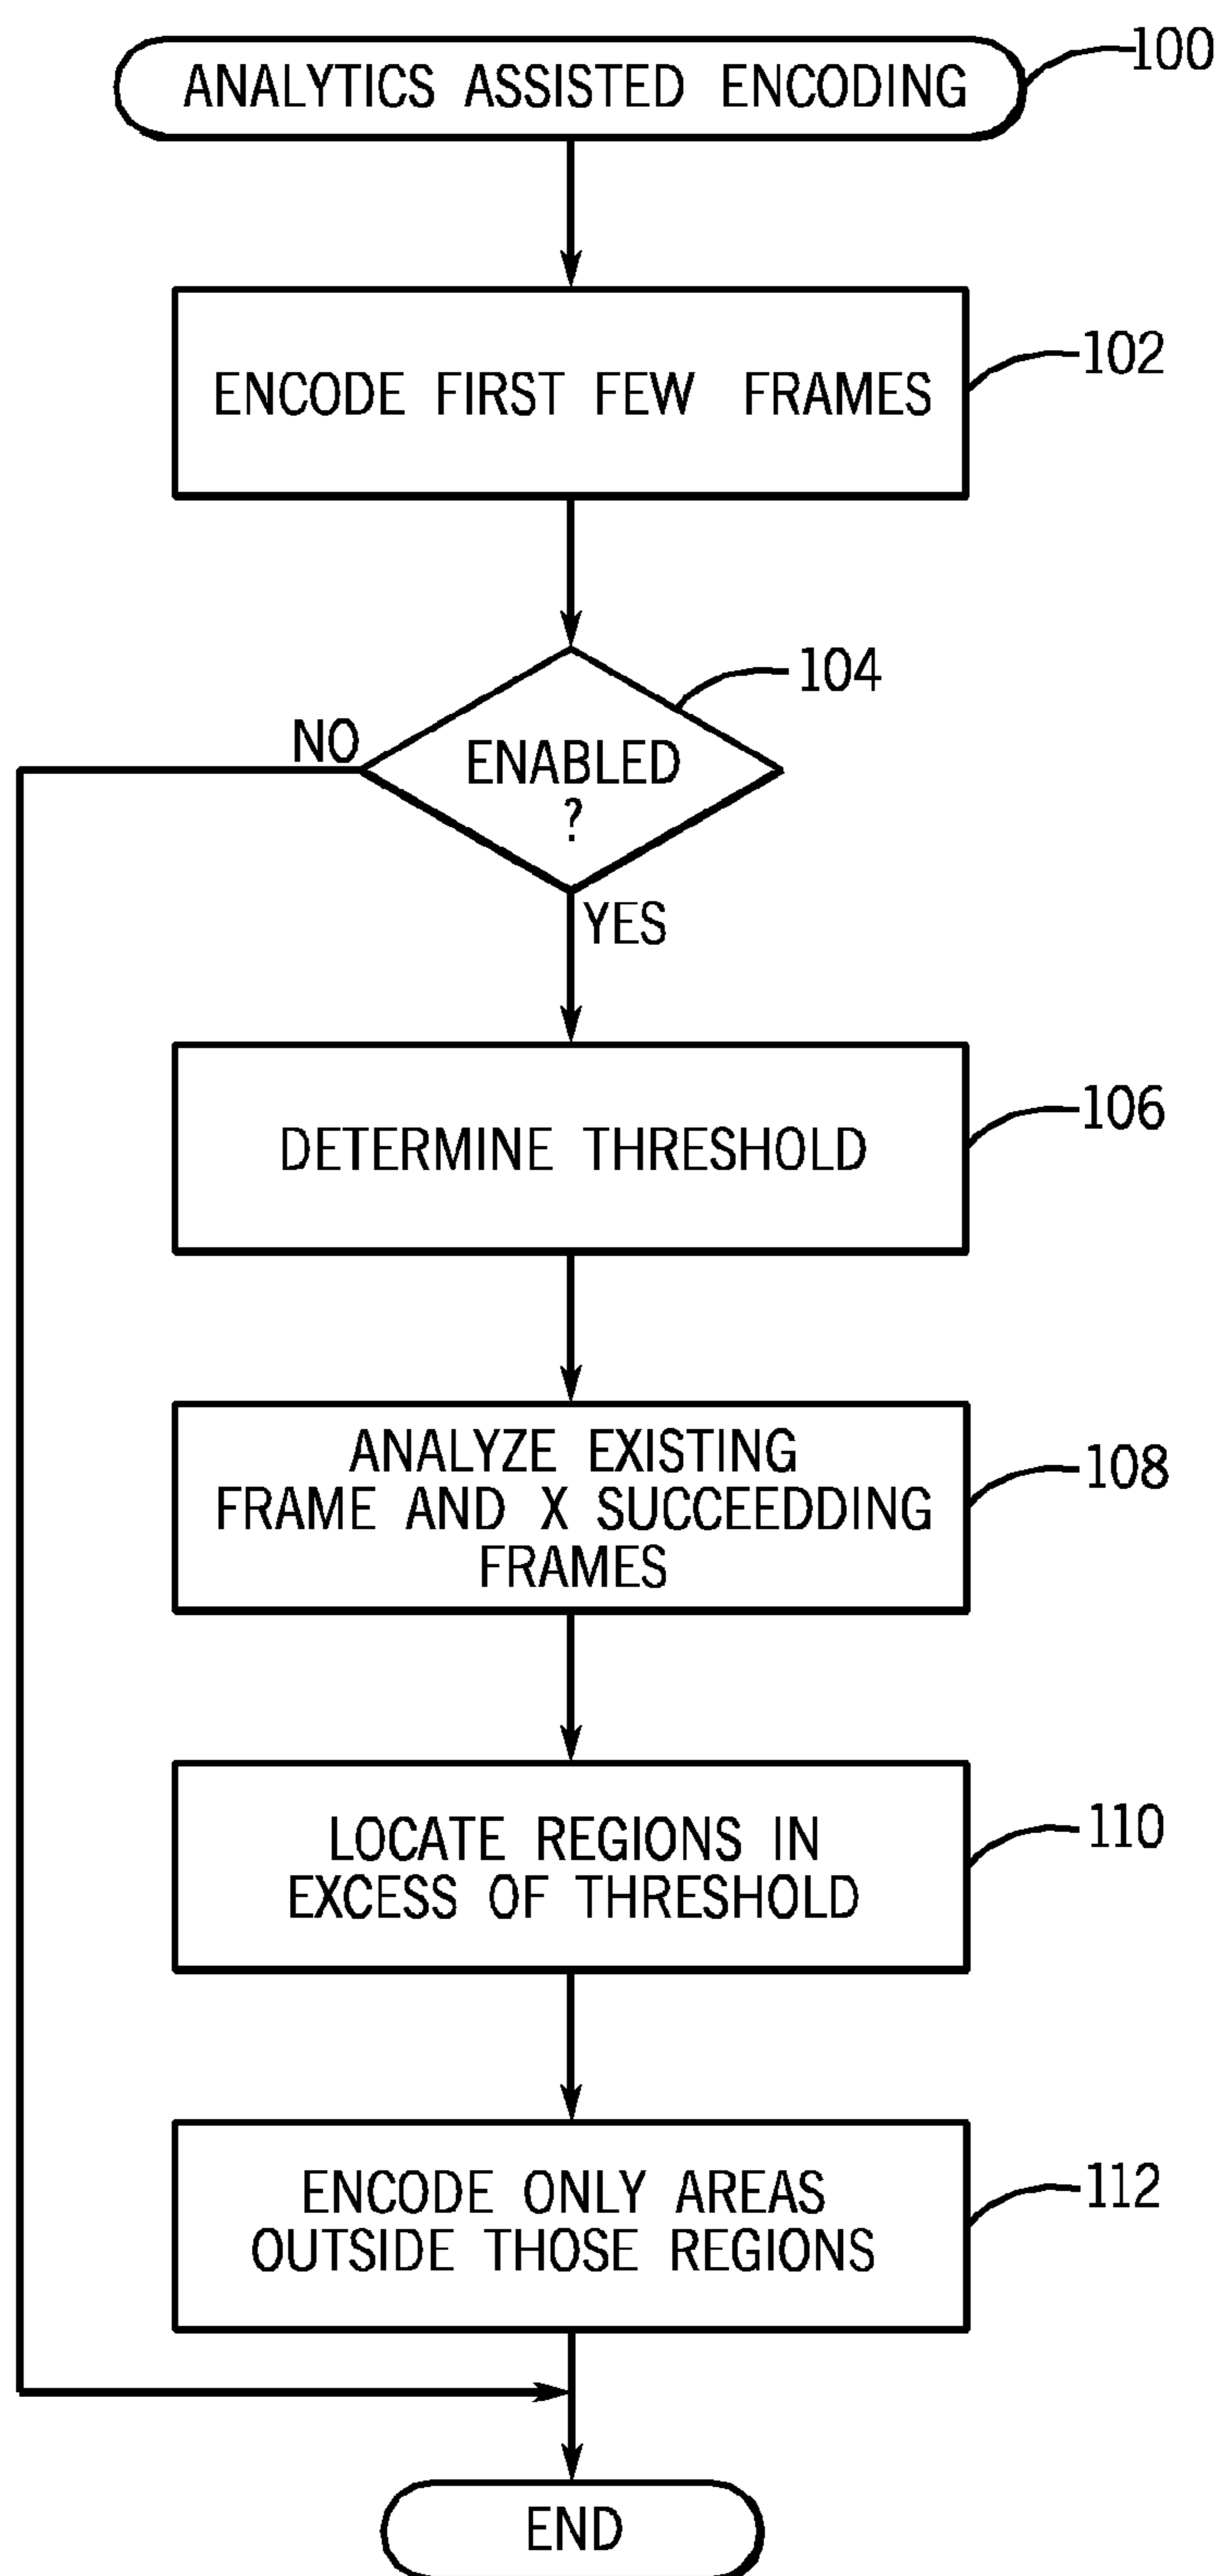 ANALYTICS ASSISTED ENCODING
100
ENCODE FIRST FEW FRAMES
102
104
NO
ENABLED
?
YES
DETERMINE THRESHOLD
106
ANALYZE EXISTING
FRAME AND X SUCCEEDDING
FRAMES
108
LOCATE REGIONS IN
EXCESS OF THRESHOLD
110
ENCODE ONLY AREAS
OUTSIDE THOSE REGIONS
112
END